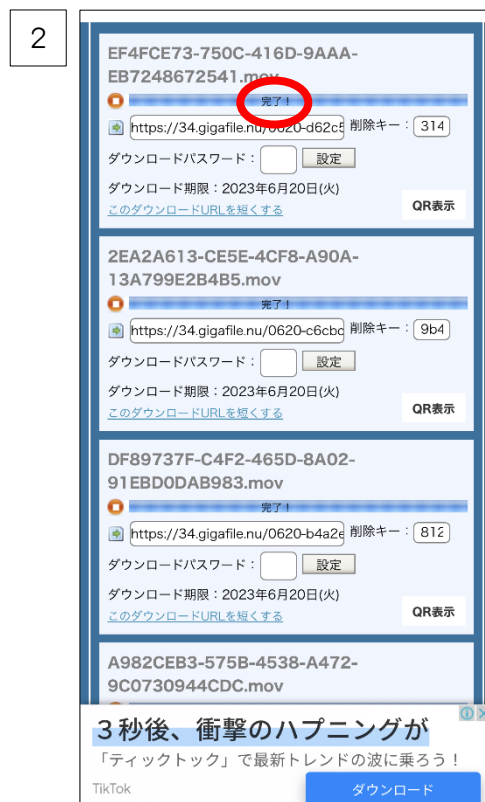 2
EF4FCE73-750C-416D-9AAA-
EB7248672541.mov
完了！
https://34.gigafile.nu/0620-d62c5 削除キー：314
ダウンロードパスワード： 設定
ダウンロード期限：2023年6月20日(火)
このダウンロードURLを短くする QR表示
2EA2A613-CE5E-4CF8-A90A-
13A799E2B4B5.mov
完了！
https://34.gigafile.nu/0620-c6cbc 削除キー：9b4
ダウンロードパスワード： 設定
ダウンロード期限：2023年6月20日(火)
このダウンロードURLを短くする QR表示
DF89737F-C4F2-465D-8A02-
91EBD0DAB983.mov
完了！
https://34.gigafile.nu/0620-b4a2e 削除キー：812
ダウンロードパスワード： 設定
ダウンロード期限：2023年6月20日(火)
このダウンロードURLを短くする QR表示
A982CEB3-575B-4538-A472-
9C0730944CDC.mov
３秒後、衝撃のハプニングが
「ティックトック」で最新トレンドの波に乗ろう！
TikTok ダウンロード